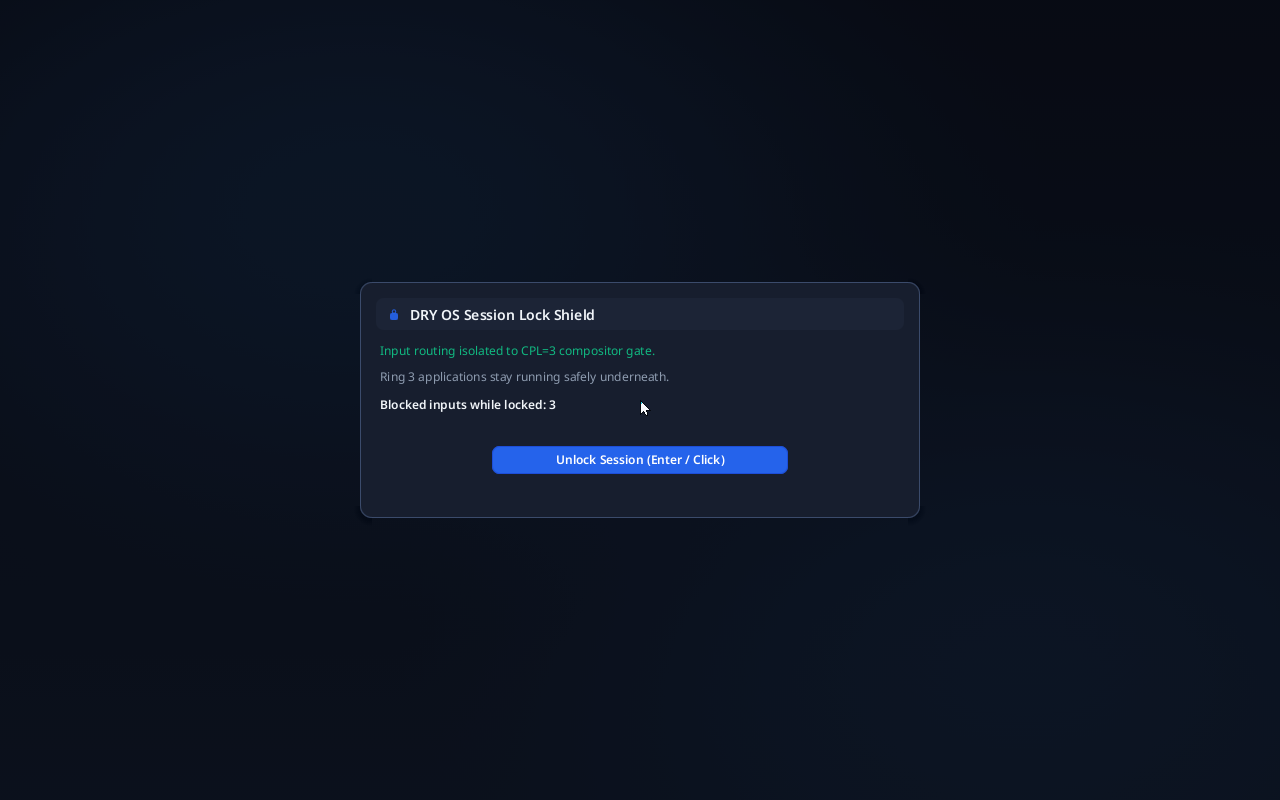 DRY OS Session Lock Shield
Input routing isolated to CPL=3 compositor gate.
Ring 3 applications stay running safely underneath.
Blocked inputs while locked: 3
Unlock Session (Enter / Click)